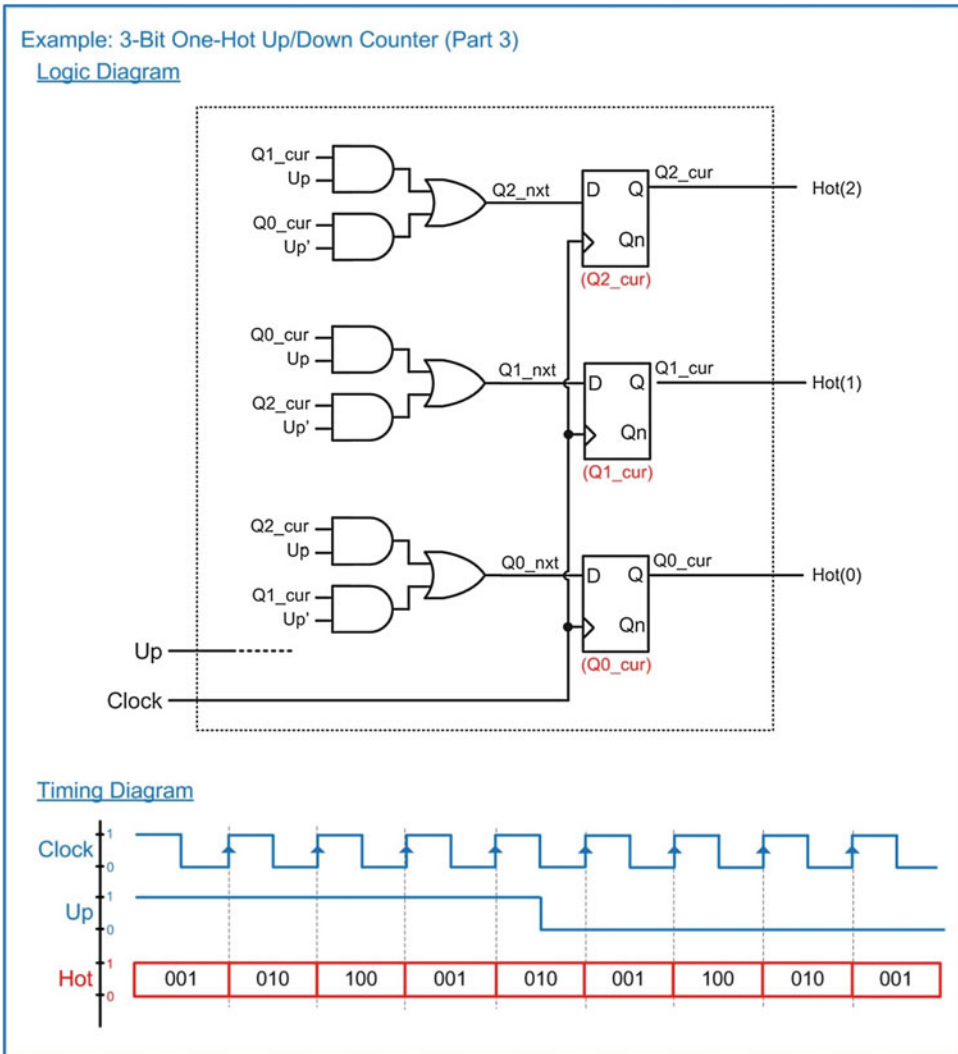 Example: 3-Bit One-Hot Up/Down Counter (Part 3)
Logic Diagram
Q1_cur
Up
Q0_cur
Up'
Q2_nxt
D Q
Qn
(Q2_cur)
Q2_cur
Hot(2)
Q0_cur
Up
Q2_cur
Up'
Q1_nxt
D Q
Qn
(Q1_cur)
Q1_cur
Hot(1)
Q2_cur
Up
Q1_cur
Up'
Q0_nxt
D Q
Qn
(Q0_cur)
Q0_cur
Hot(0)
Up
Clock
Timing Diagram
Clock 1 0
Up 1 0
Hot 1 0 001 010 100 001 010 001 100 010 001